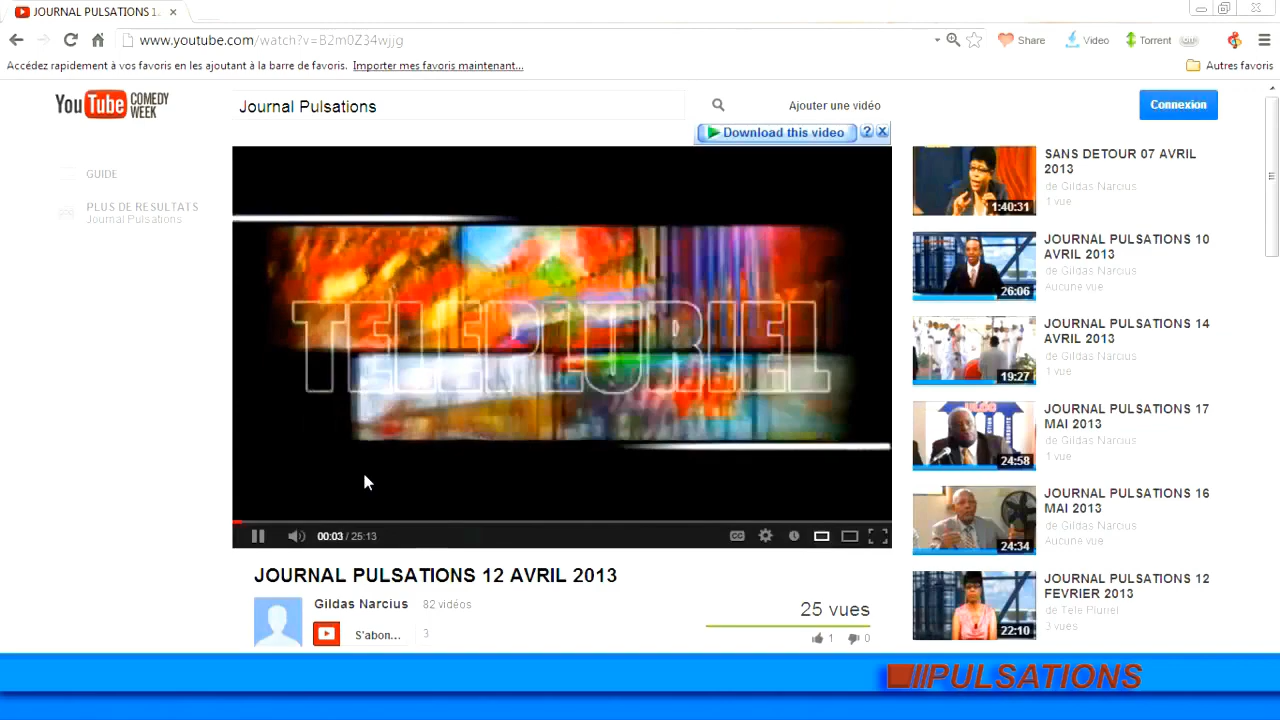 JOURNAL PULSATIONS 1
www.youtube.com/watch?v=B2m0Z34wjjg
Share
Video
Torrent
Accédez rapidement à vos favoris en les ajoutant à la barre de favoris. Importer mes favoris maintenant...
Autres favoris
YouTube COMEDY WEEK
Journal Pulsations
Ajouter une vidéo
Connexion
Download this video ? X
GUIDE
PLUS DE RESULTATS
Journal Pulsations
TELEPLURIEL
00:03 / 25:13
JOURNAL PULSATIONS 12 AVRIL 2013
Gildas Narcius 82 vidéos
S'abon... 3
25 vues
1 0
SANS DETOUR 07 AVRIL
2013
de Gildas Narcius
1 vue
1:40:31
JOURNAL PULSATIONS 10
AVRIL 2013
de Gildas Narcius
Aucune vue
26:06
JOURNAL PULSATIONS 14
AVRIL 2013
de Gildas Narcius
1 vue
19:27
JOURNAL PULSATIONS 17
MAI 2013
de Gildas Narcius
1 vue
24:58
JOURNAL PULSATIONS 16
MAI 2013
de Gildas Narcius
Aucune vue
24:34
JOURNAL PULSATIONS 12
FEVRIER 2013
de Tele Pluriel
3 vues
22:10
PULSATIONS